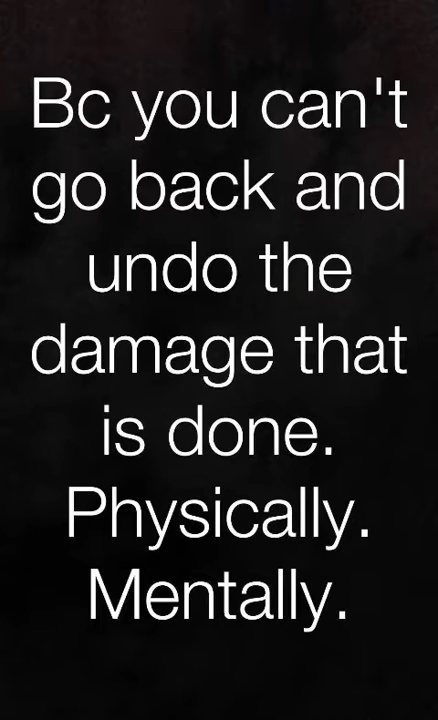 Bc you can't
go back and
undo the
damage that
is done.
Physically.
Mentally.